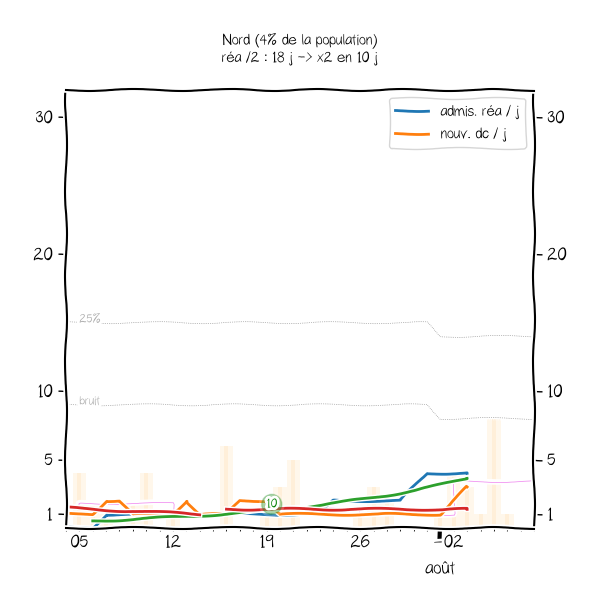 Nord (4% de la population)
réa /2 : 18 j -> x2 en 10 j
admis. réa / j
nouv. dc / j
30
30
20
20
25%
10
10
bruit
5
5
10
1
1
05
12
19
26
02
août